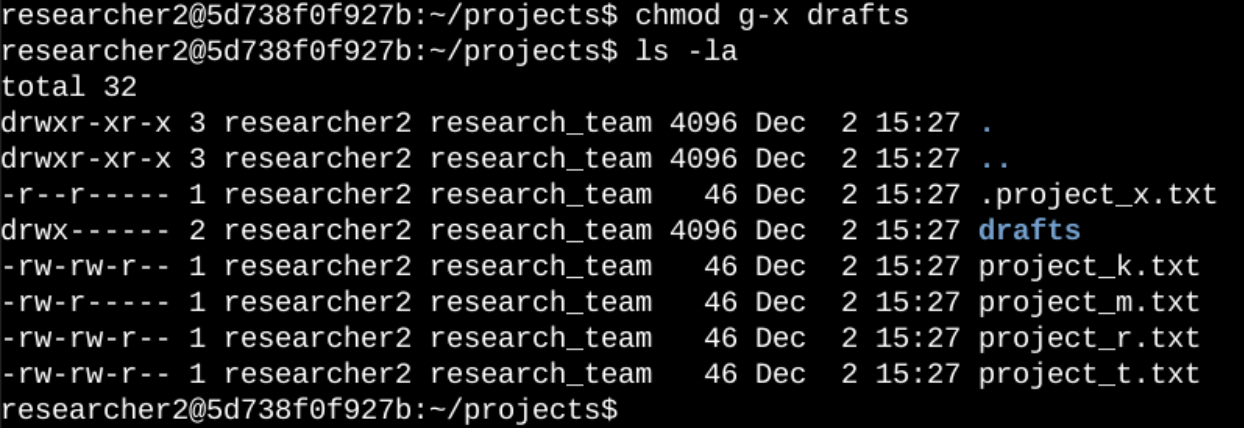 researcher2@5d738f0f927b:~/projects$ chmod g-x drafts
researcher2@5d738f0f927b:~/projects$ ls -la
total 32
drwxr-xr-x 3 researcher2 research_team 4096 Dec  2 15:27 .
drwxr-xr-x 3 researcher2 research_team 4096 Dec  2 15:27 ..
-r--r----- 1 researcher2 research_team   46 Dec  2 15:27 .project_x.txt
drwx------ 2 researcher2 research_team 4096 Dec  2 15:27 drafts
-rw-rw-r-- 1 researcher2 research_team   46 Dec  2 15:27 project_k.txt
-rw-r----- 1 researcher2 research_team   46 Dec  2 15:27 project_m.txt
-rw-rw-r-- 1 researcher2 research_team   46 Dec  2 15:27 project_r.txt
-rw-rw-r-- 1 researcher2 research_team   46 Dec  2 15:27 project_t.txt
researcher2@5d738f0f927b:~/projects$